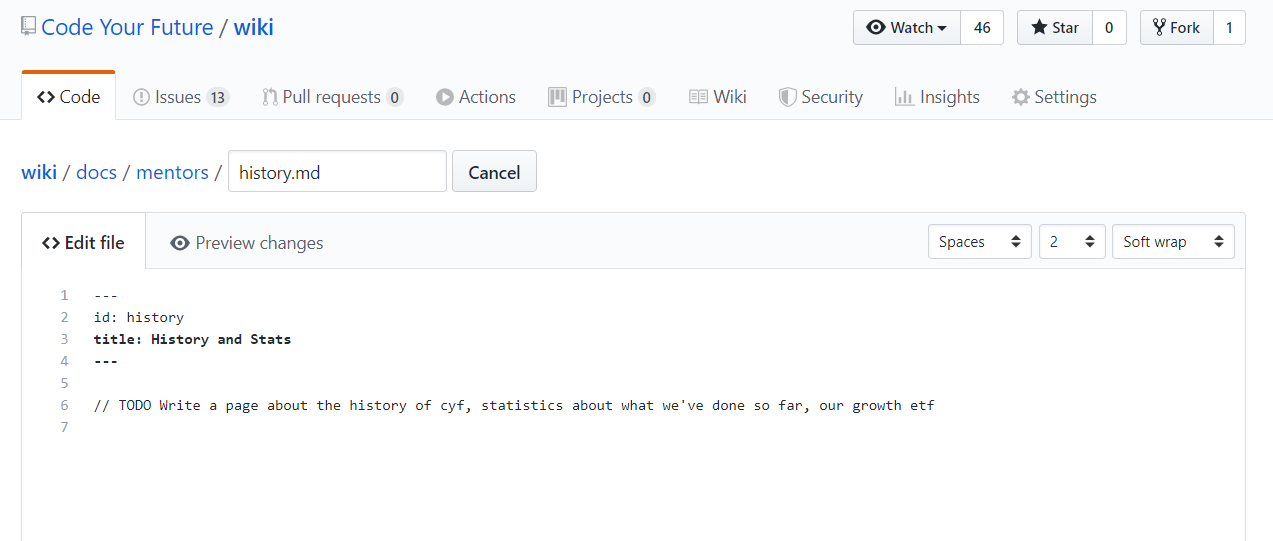 Code Your Future / wiki
Watch 46 Star 0 Fork 1
Code Issues 13 Pull requests 0 Actions Projects 0 Wiki Security Insights Settings
wiki / docs / mentors / history.md Cancel
Edit file Preview changes Spaces 2 Soft wrap
1 ---
2 id: history
3 title: History and Stats
4 ---
5
6 // TODO Write a page about the history of cyf, statistics about what we've done so far, our growth etf
7